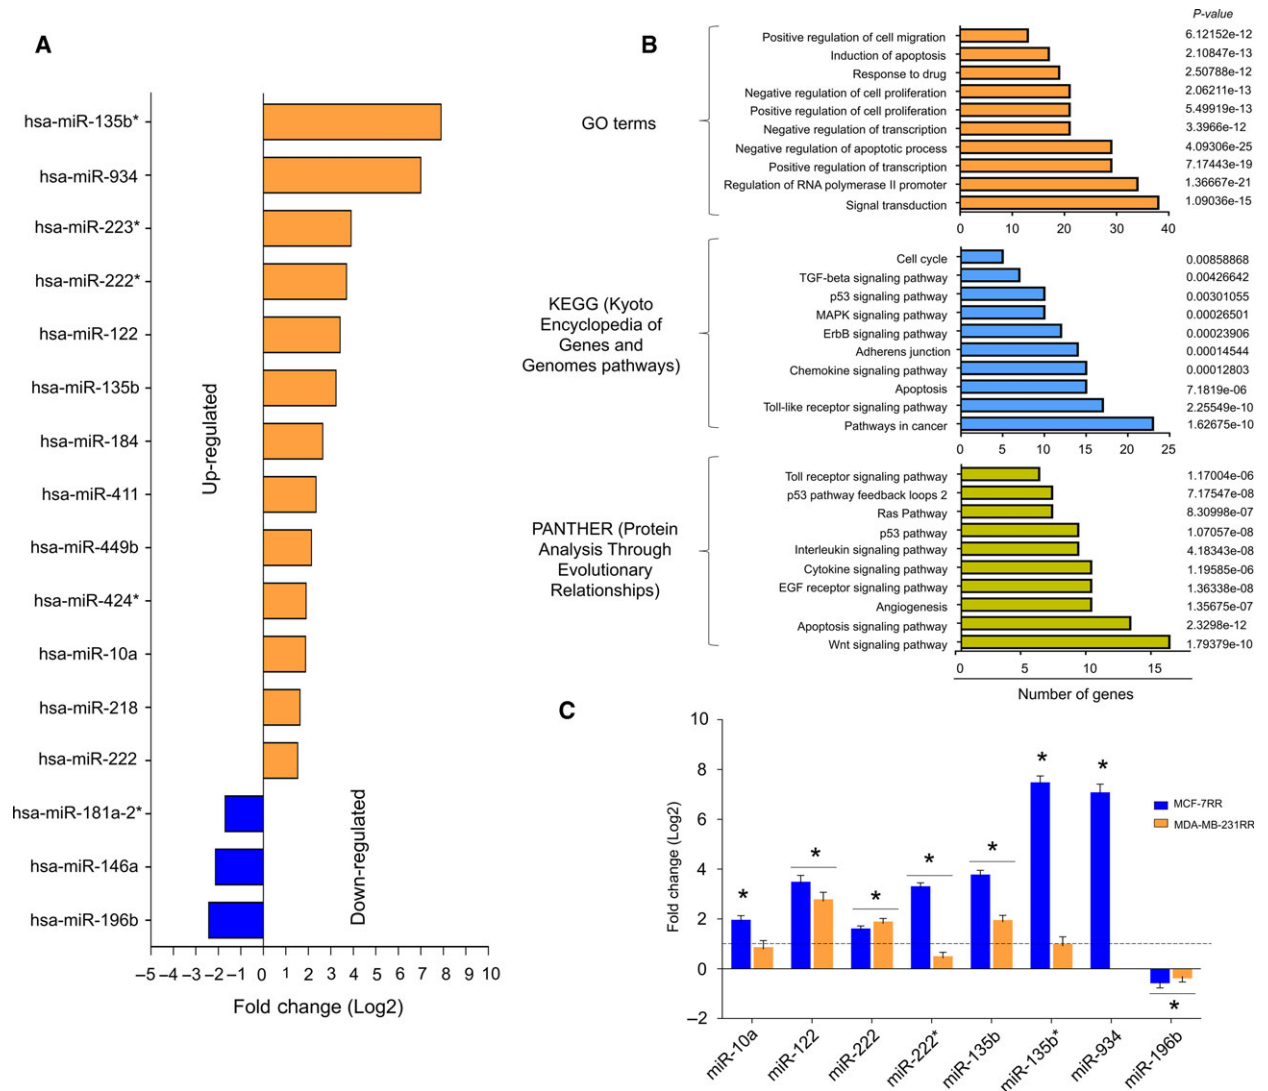 A
hsa-miR-135b*
hsa-miR-934
hsa-miR-223*
hsa-miR-222*
hsa-miR-122
hsa-miR-135b
hsa-miR-184
hsa-miR-411
hsa-miR-449b
hsa-miR-424*
hsa-miR-10a
hsa-miR-218
hsa-miR-222
hsa-miR-181a-2*
hsa-miR-146a
hsa-miR-196b
Up-regulated
Down-regulated
–5 –4 –3 –2 –1 0 1 2 3 4 5 6 7 8 9 10
Fold change (Log2)
B
P-value
GO terms
Positive regulation of cell migration 6.12152e-12
Induction of apoptosis 2.10847e-13
Response to drug 2.50788e-12
Negative regulation of cell proliferation 2.06211e-13
Positive regulation of cell proliferation 5.49919e-13
Negative regulation of transcription 3.3966e-12
Negative regulation of apoptotic process 4.09306e-25
Positive regulation of transcription 7.17443e-19
Regulation of RNA polymerase II promoter 1.36667e-21
Signal transduction 1.09036e-15
0 10 20 30 40
KEGG (Kyoto
Encyclopedia of
Genes and
Genomes pathways)
Cell cycle 0.00858868
TGF-beta signaling pathway 0.00426642
p53 signaling pathway 0.00301055
MAPK signaling pathway 0.00026501
ErbB signaling pathway 0.00023906
Adherens junction 0.00014544
Chemokine signaling pathway 0.00012803
Apoptosis 7.1819e-06
Toll-like receptor signaling pathway 2.25549e-10
Pathways in cancer 1.62675e-10
0 5 10 15 20 25
PANTHER (Protein
Analysis Through
Evolutionary
Relationships)
Toll receptor signaling pathway 1.17004e-06
p53 pathway feedback loops 2 7.17547e-08
Ras Pathway 8.30998e-07
p53 pathway 1.07057e-08
Interleukin signaling pathway 4.18343e-08
Cytokine signaling pathway 1.19585e-06
EGF receptor signaling pathway 1.36338e-08
Angiogenesis 1.35675e-07
Apoptosis signaling pathway 2.3298e-12
Wnt signaling pathway 1.79379e-10
0 5 10 15
Number of genes
C
Fold change (Log2)
10
8
6
4
2
0
–2
* * * * * * * *
MCF-7RR
MDA-MB-231RR
miR-10a
miR-122
miR-222
miR-222*
miR-135b
miR-135b*
miR-934
miR-196b